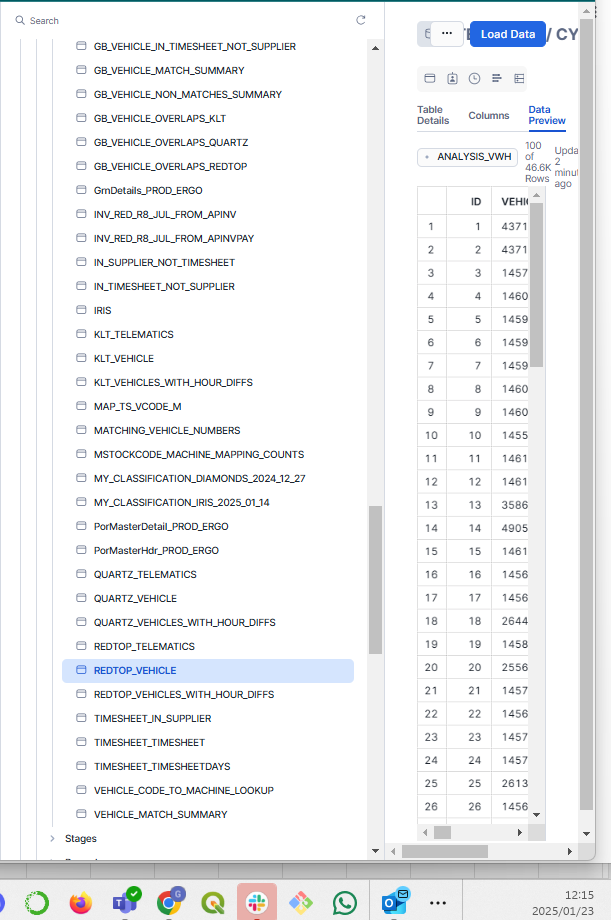 Search
GB_VEHICLE_IN_TIMESHEET_NOT_SUPPLIER
GB_VEHICLE_MATCH_SUMMARY
GB_VEHICLE_NON_MATCHES_SUMMARY
GB_VEHICLE_OVERLAPS_KLT
GB_VEHICLE_OVERLAPS_QUARTZ
GB_VEHICLE_OVERLAPS_REDTOP
GrnDetails_PROD_ERGO
INV_RED_R8_JUL_FROM_APINV
INV_RED_R8_JUL_FROM_APINVPAY
IN_SUPPLIER_NOT_TIMESHEET
IN_TIMESHEET_NOT_SUPPLIER
IRIS
KLT_TELEMATICS
KLT_VEHICLE
KLT_VEHICLES_WITH_HOUR_DIFFS
MAP_TS_VCODE_M
MATCHING_VEHICLE_NUMBERS
MSTOCKCODE_MACHINE_MAPPING_COUNTS
MY_CLASSIFICATION_DIAMONDS_2024_12_27
MY_CLASSIFICATION_IRIS_2025_01_14
PorMasterDetail_PROD_ERGO
PorMasterHdr_PROD_ERGO
QUARTZ_TELEMATICS
QUARTZ_VEHICLE
QUARTZ_VEHICLES_WITH_HOUR_DIFFS
REDTOP_TELEMATICS
REDTOP_VEHICLE
REDTOP_VEHICLES_WITH_HOUR_DIFFS
TIMESHEET_IN_SUPPLIER
TIMESHEET_TIMESHEET
TIMESHEET_TIMESHEETDAYS
VEHICLE_CODE_TO_MACHINE_LOOKUP
VEHICLE_MATCH_SUMMARY
Stages
... Load Data / CY
Table Details Columns Data Preview
ANALYSIS_VWH
100 of 46.6K Rows
Upda 2 minut ago
ID VEHIC
1 1 4371
2 2 4371
3 3 1457
4 4 1460
5 5 1459
6 6 1459
7 7 1459
8 8 1460
9 9 1460
10 10 1455
11 11 1461
12 12 1461
13 13 3586
14 14 4905
15 15 1461
16 16 1456
17 17 1456
18 18 2644
19 19 1458
20 20 2556
21 21 1457
22 22 1456
23 23 1457
24 24 1457
25 25 2613
26 26 1456
G
12:15
2025/01/23